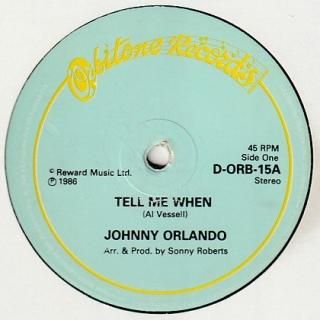 Orbitone Records
45 RPM
Side One
D-ORB-15A
Stereo
© Reward Music Ltd.
℗ 1986
TELL ME WHEN
(Al Vessell)
JOHNNY ORLANDO
Arr. & Prod. by Sonny Roberts